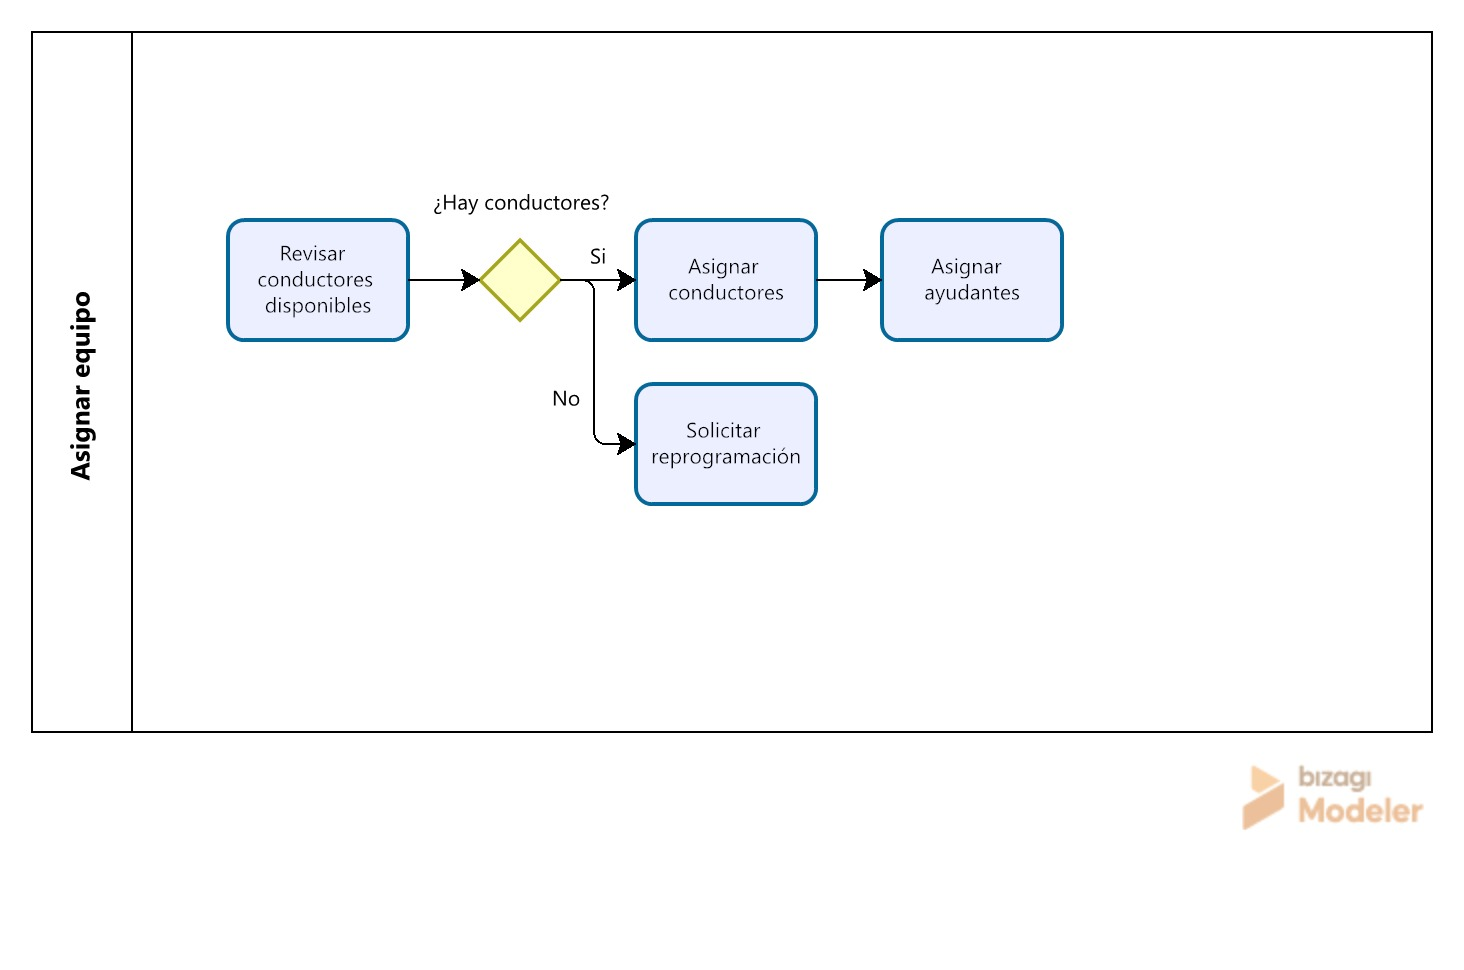 Asignar equipo
¿Hay conductores?
Revisar
conductores
disponibles
Si
Asignar
conductores
Asignar
ayudantes
No
Solicitar
reprogramación
bizagi
Modeler